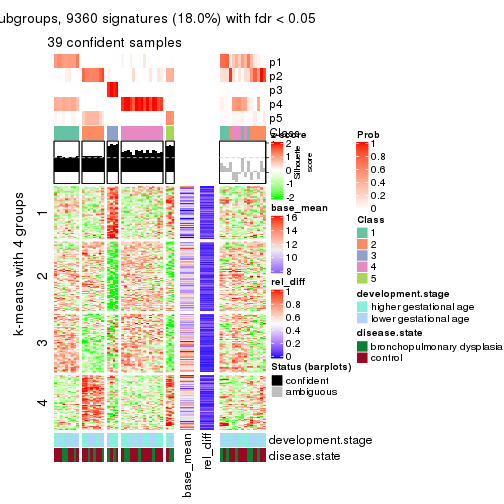 ubgroups, 9360 signatures (18.0%) with fdr < 0.05
39 confident samples
p1
p2
p3
p4
p5
Class
k-means with 4 groups
1
2
3
4
z-score
2
1
0
-1
-2
Silhouette
score
base_mean
16
14
12
10
8
rel_diff
1
0.8
0.6
0.4
0.2
0
Status (barplots)
confident
ambiguous
Prob
1
0.8
0.6
0.4
0.2
0
Class
1
2
3
4
5
development.stage
higher gestational age
lower gestational age
disease.state
bronchopulmonary dysplasia
control
development.stage
disease.state
base_mean
rel_diff